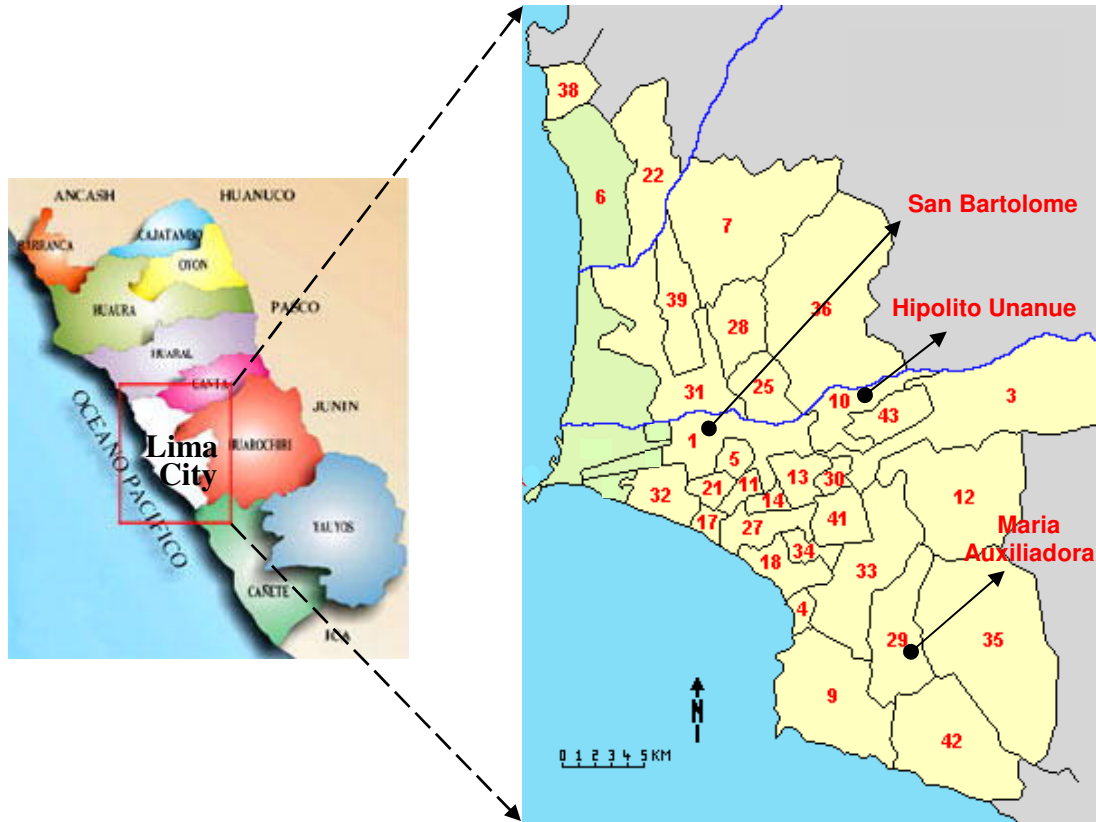 ANCASH
HUANUCO
BARRANCA
CAJATAMBO
OYON
HUAURA
PASCO
HUARAL
CANTA
JUNIN
OCEANO PACIFICO
Lima
City
HUAROCHIRI
YAUYOS
CAÑETE
ICA
38
6
22
7
San Bartolome
39
28
36
Hipolito Unanue
31
25
10
43
3
1
5
13
30
12
32
21
11
14
17
27
41
Maria
Auxiliadora
18
34
33
4
29
35
9
42
N
0 1 2 3 4 5 KM